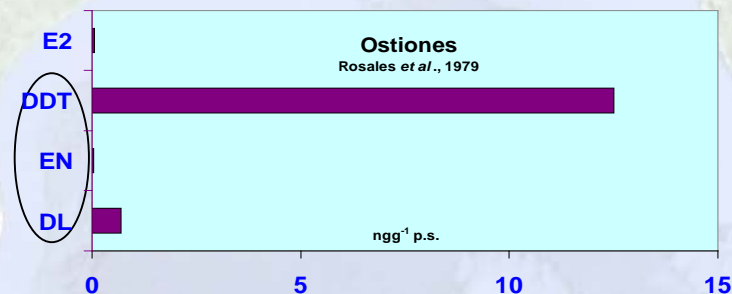 E2
Ostiones
Rosales et al., 1979
DDT
EN
DL
ngg⁻¹ p.s.
0 5 10 15